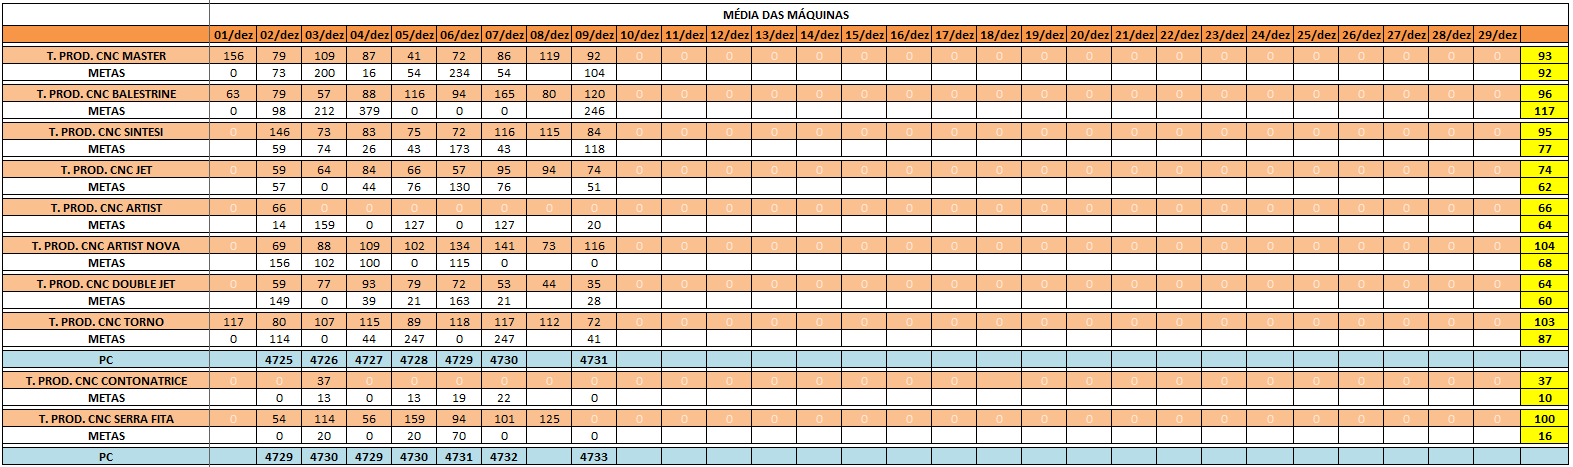 MÉDIA DAS MÁQUINAS
01/dez 02/dez 03/dez 04/dez 05/dez 06/dez 07/dez 08/dez 09/dez 10/dez 11/dez 12/dez 13/dez 14/dez 15/dez 16/dez 17/dez 18/dez 19/dez 20/dez 21/dez 22/dez 23/dez 24/dez 25/dez 26/dez 27/dez 28/dez 29/dez
T. PROD. CNC MASTER 156 79 109 87 41 72 86 119 92 0 0 0 0 0 0 0 0 0 0 0 0 0 0 0 0 0 0 0 0 93
METAS 0 73 200 16 54 234 54 104 92
T. PROD. CNC BALESTRINE 63 79 57 88 116 94 165 80 120 0 0 0 0 0 0 0 0 0 0 0 0 0 0 0 0 0 0 0 0 96
METAS 0 98 212 379 0 0 0 246 117
T. PROD. CNC SINTESI 0 146 73 83 75 72 116 115 84 0 0 0 0 0 0 0 0 0 0 0 0 0 0 0 0 0 0 0 0 95
METAS 59 74 26 43 173 43 118 77
T. PROD. CNC JET 0 59 64 84 66 57 95 94 74 0 0 0 0 0 0 0 0 0 0 0 0 0 0 0 0 0 0 0 0 74
METAS 57 0 44 76 130 76 51 62
T. PROD. CNC ARTIST 0 66 0 0 0 0 0 0 0 0 0 0 0 0 0 0 0 0 0 0 0 0 0 0 0 0 0 0 0 66
METAS 14 159 0 127 0 127 20 64
T. PROD. CNC ARTIST NOVA 0 69 88 109 102 134 141 73 116 0 0 0 0 0 0 0 0 0 0 0 0 0 0 0 0 0 0 0 0 104
METAS 156 102 100 0 115 0 0 68
T. PROD. CNC DOUBLE JET 0 59 77 93 79 72 53 44 35 0 0 0 0 0 0 0 0 0 0 0 0 0 0 0 0 0 0 0 0 64
METAS 149 0 39 21 163 21 28 60
T. PROD. CNC TORNO 117 80 107 115 89 118 117 112 72 0 0 0 0 0 0 0 0 0 0 0 0 0 0 0 0 0 0 0 0 103
METAS 0 114 0 44 247 0 247 41 87
PC 4725 4726 4727 4728 4729 4730 4731
T. PROD. CNC CONTONATRICE 0 0 37 0 0 0 0 0 0 0 0 0 0 0 0 0 0 0 0 0 0 0 0 0 0 0 0 0 37
METAS 0 13 0 13 19 22 0 10
T. PROD. CNC SERRA FITA 0 54 114 56 159 94 101 125 0 0 0 0 0 0 0 0 0 0 0 0 0 0 0 0 0 0 0 0 0 100
METAS 0 20 0 20 70 0 0 16
PC 4729 4730 4729 4730 4731 4732 4733